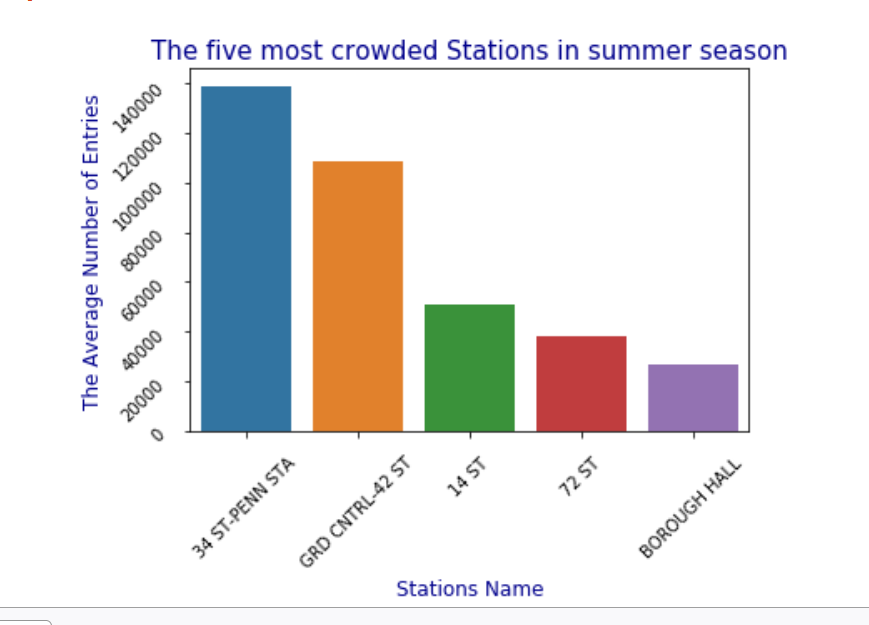 The five most crowded Stations in summer season
The Average Number of Entries
140000
120000
100000
80000
60000
40000
20000
0
34 ST-PENN STA
GRD CNTRL-42 ST
14 ST
72 ST
BOROUGH HALL
Stations Name